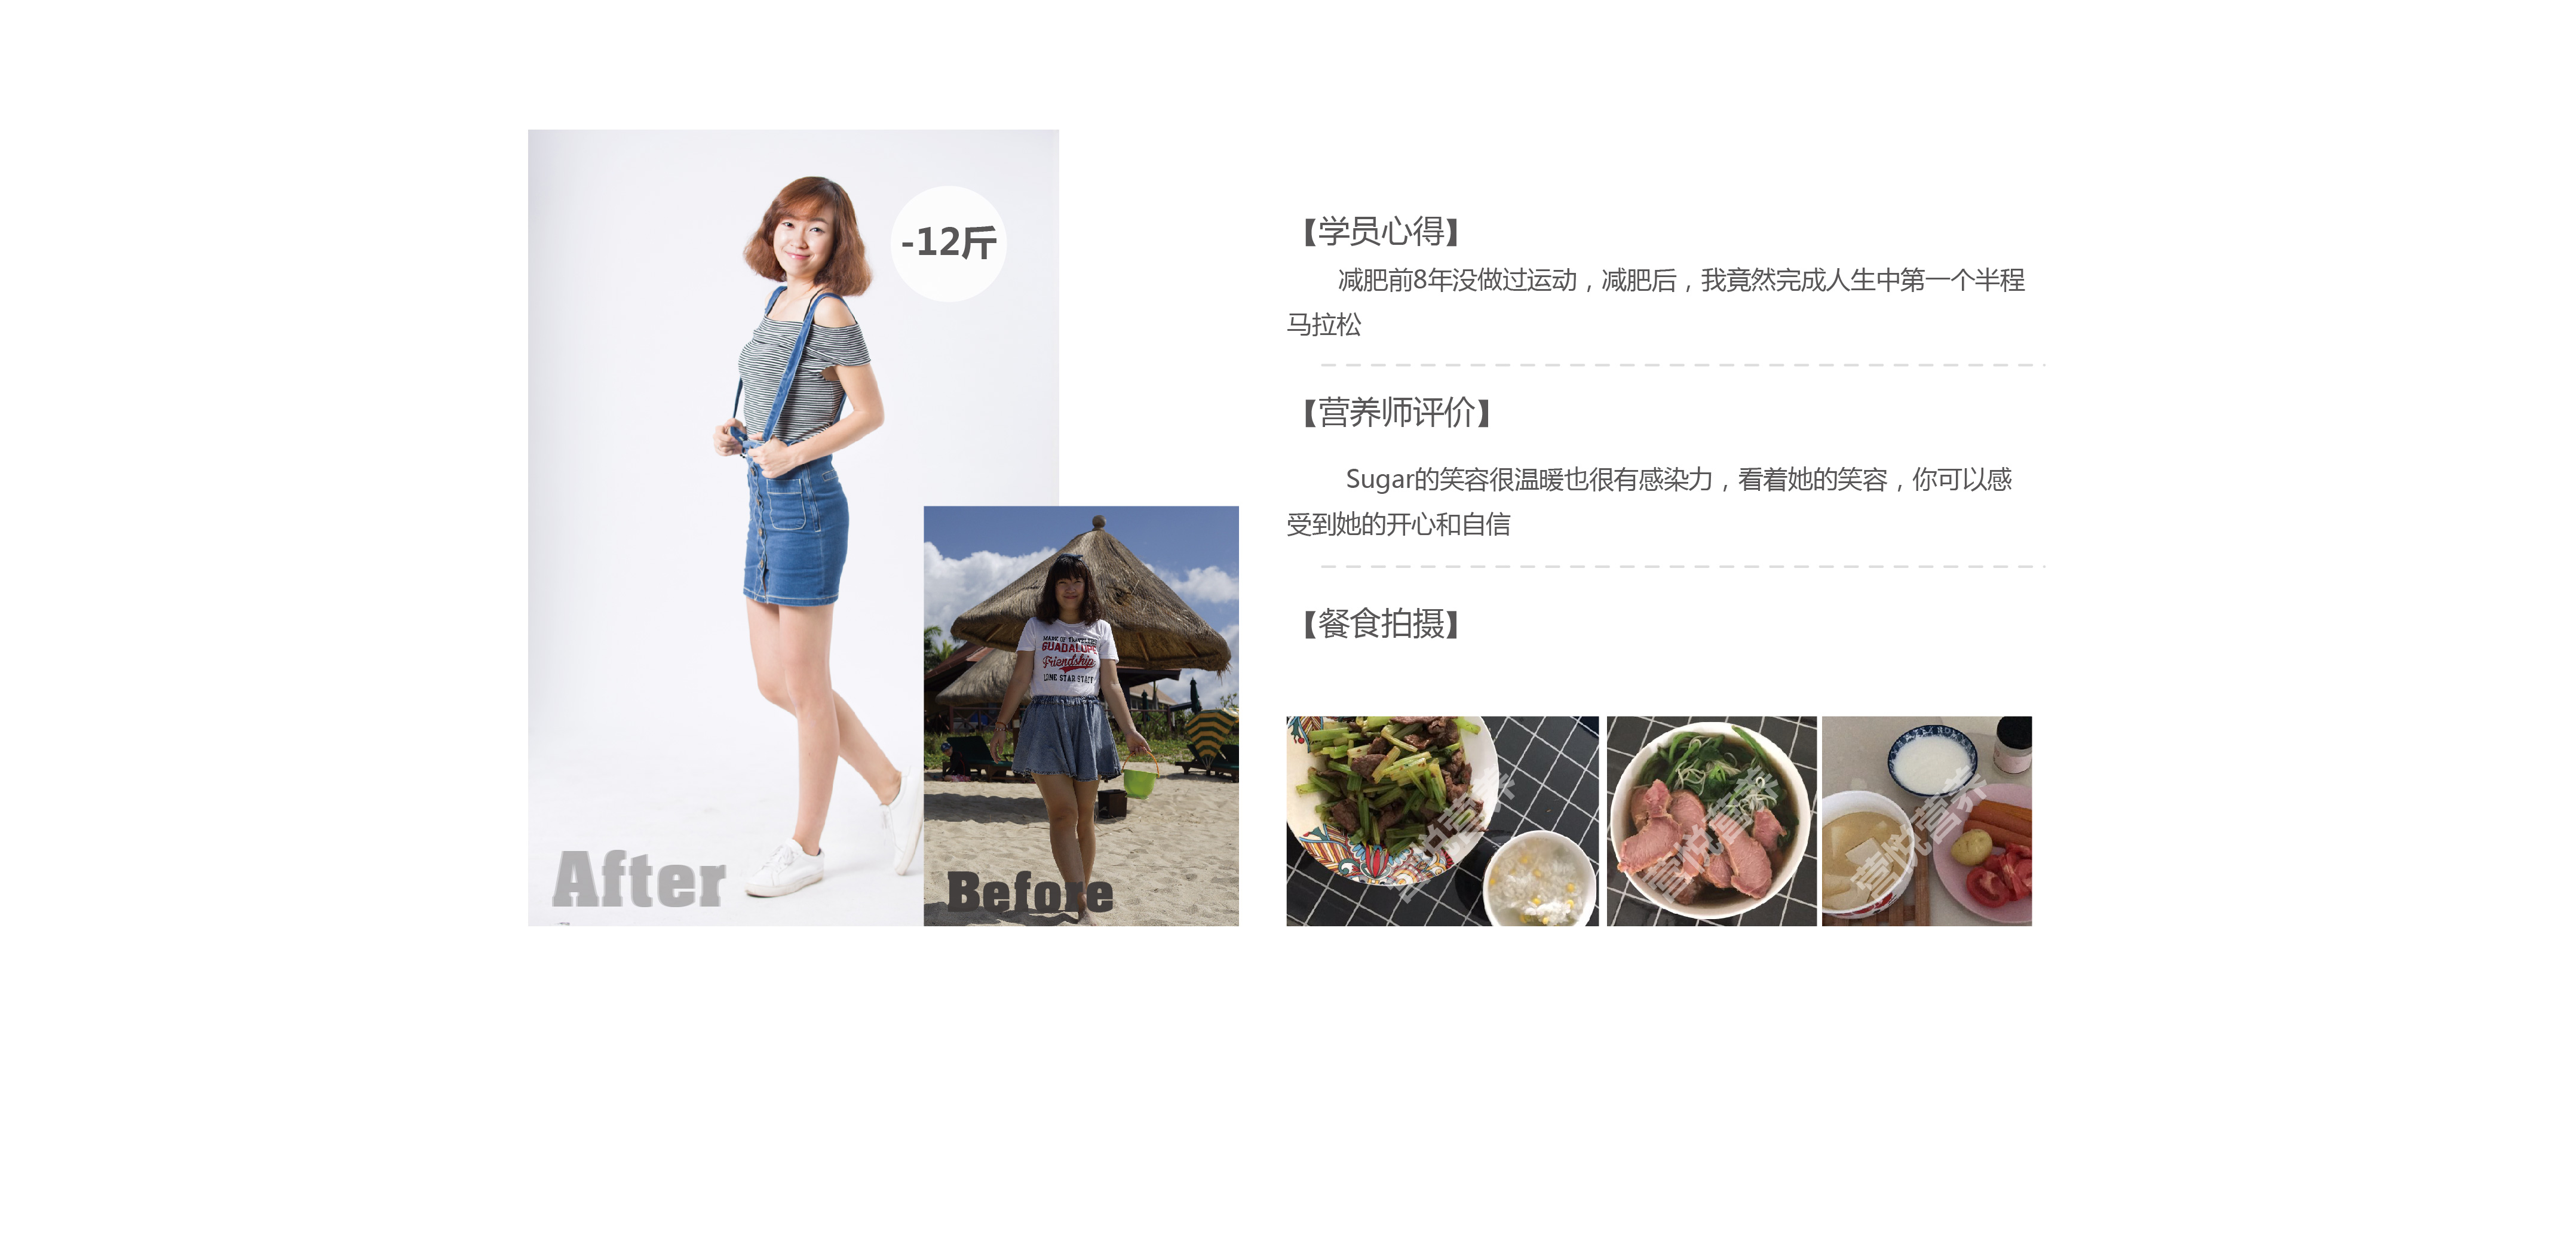 -12斤
After
MARK OF TRAVELER
GUADALUPE
Friendship
LONE STAR STATE
Before
【学员心得】
减肥前8年没做过运动，减肥后，我竟然完成人生中第一个半程
马拉松
【营养师评价】
Sugar的笑容很温暖也很有感染力，看着她的笑容，你可以感
受到她的开心和自信
【餐食拍摄】
悦营养
壹悦营养
壹悦营养